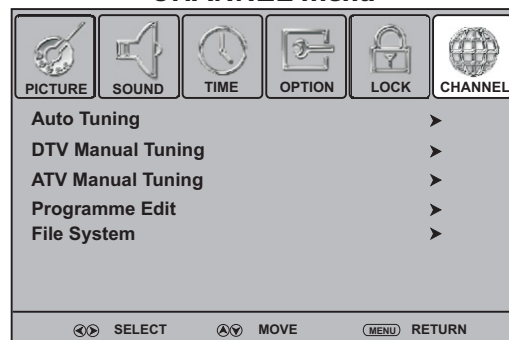 PICTURE SOUND TIME OPTION LOCK CHANNEL
Auto Tuning
DTV Manual Tuning
ATV Manual Tuning
Programme Edit
File System
SELECT MOVE MENU RETURN